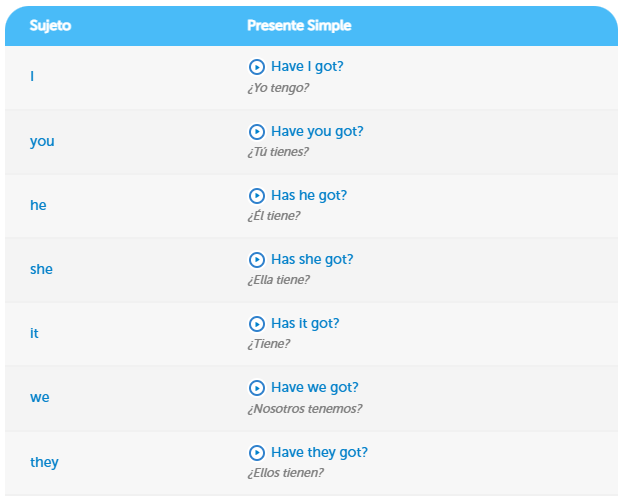 Sujeto Presente Simple
I Have I got?
¿Yo tengo?
you Have you got?
¿Tú tienes?
he Has he got?
¿Él tiene?
she Has she got?
¿Ella tiene?
it Has it got?
¿Tiene?
we Have we got?
¿Nosotros tenemos?
they Have they got?
¿Ellos tienen?